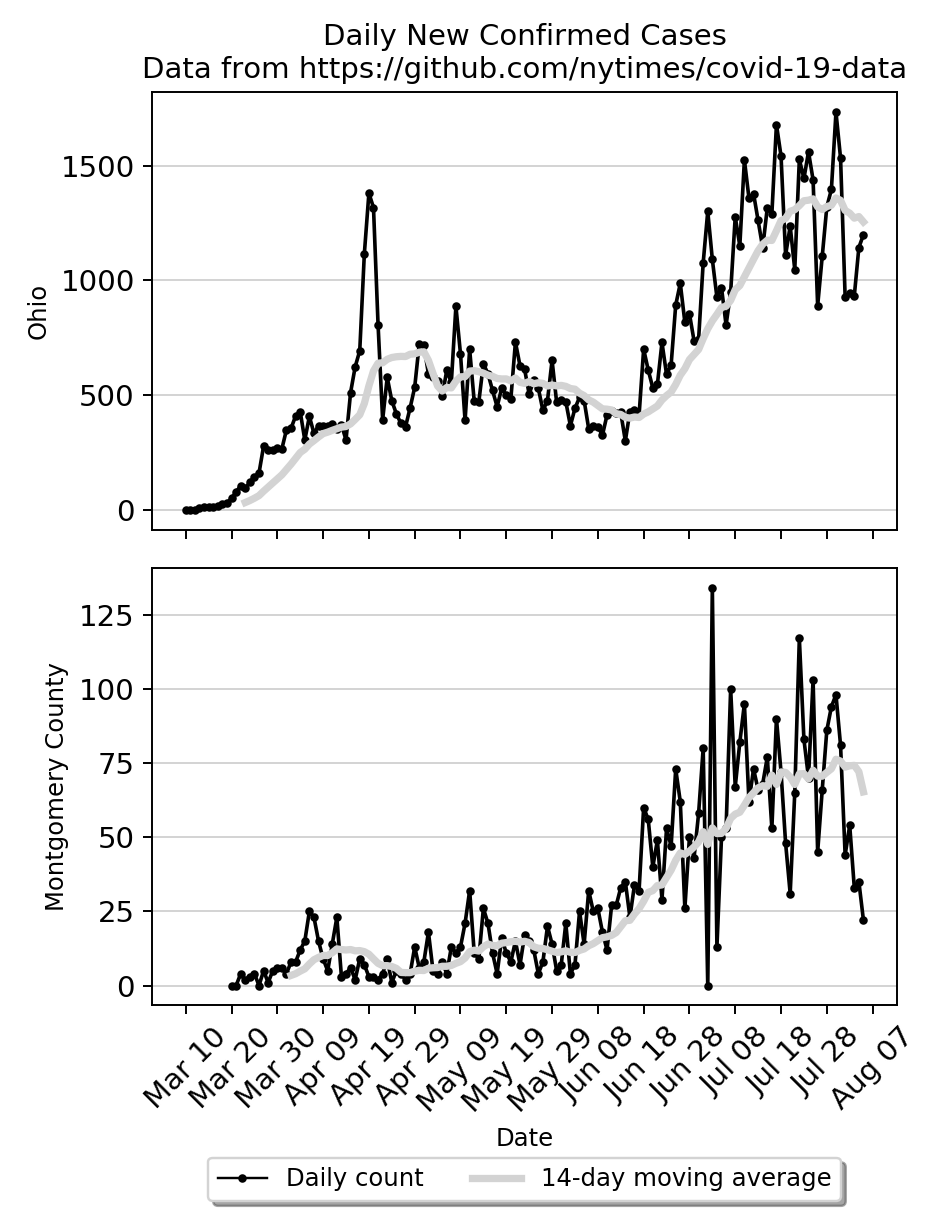 Daily New Confirmed Cases
Data from https://github.com/nytimes/covid-19-data
1500
1000
500
0
Ohio
125
100
75
50
25
0
Montgomery County
Mar 10
Mar 20
Mar 30
Apr 09
Apr 19
Apr 29
May 09
May 19
May 29
Jun 08
Jun 18
Jun 28
Jul 08
Jul 18
Jul 28
Aug 07
Date
Daily count
14-day moving average